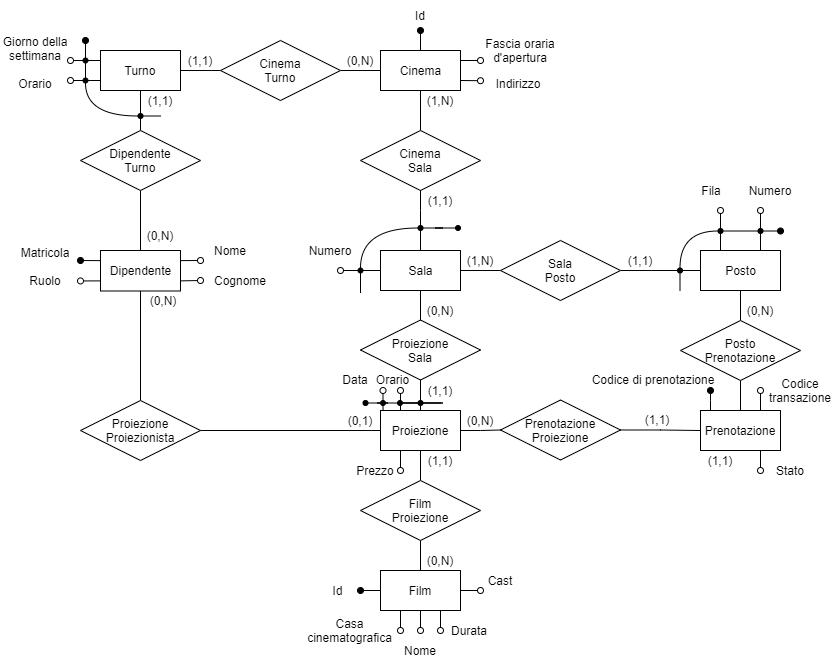 Id
Giorno della
settimana
Orario
Turno
(1,1)
Cinema
Turno
(0,N)
Cinema
Fascia oraria
d'apertura
Indirizzo
(1,1)
(1,N)
Dipendente
Turno
Cinema
Sala
Fila
Numero
(1,1)
(0,N)
Matricola
Nome
Dipendente
Ruolo
Cognome
(0,N)
Numero
Sala
(1,N)
Sala
Posto
(1,1)
Posto
(0,N)
(0,N)
Proiezione
Sala
Posto
Prenotazione
Data
Orario
(1,1)
Codice di prenotazione
Codice
transazione
Proiezione
Proiezionista
(0,1)
Proiezione
(0,N)
Prenotazione
Proiezione
(1,1)
Prenotazione
Prezzo
(1,1)
(1,1)
Stato
Film
Proiezione
(0,N)
Id
Film
Cast
Casa
cinematografica
Nome
Durata